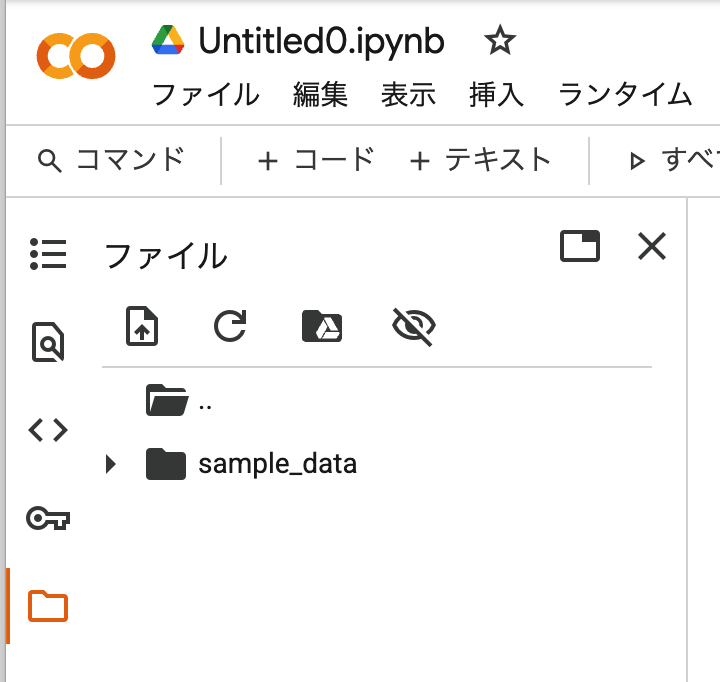 Untitled0.ipynb
ファイル 編集 表示 挿入 ランタイム
コマンド + コード + テキスト すべ
ファイル
..
sample_data